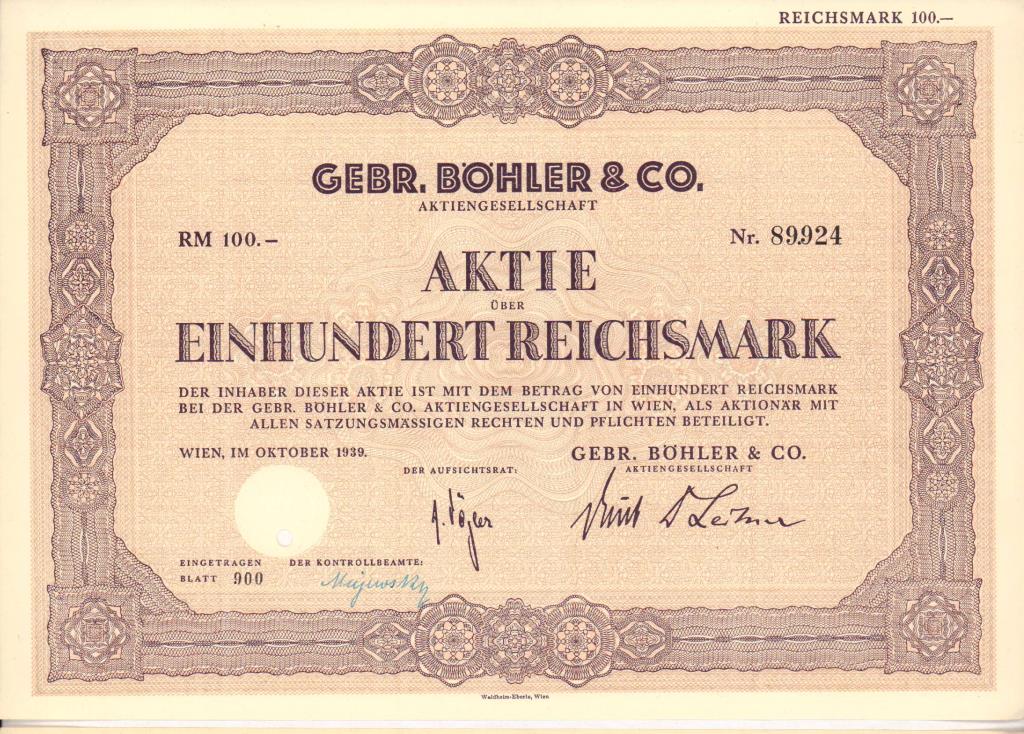 REICHSMARK 100.—
GEBR. BÖHLER & CO.
AKTIENGESELLSCHAFT
RM 100.–
Nr. 89.924
AKTIE
ÜBER
EINHUNDERT REICHSMARK
DER INHABER DIESER AKTIE IST MIT DEM BETRAG VON EINHUNDERT REICHSMARK
BEI DER GEBR. BÖHLER & CO. AKTIENGESELLSCHAFT IN WIEN, ALS AKTIONÄR MIT
ALLEN SATZUNGSMÄSSIGEN RECHTEN UND PFLICHTEN BETEILIGT.
WIEN, IM OKTOBER 1939.
GEBR. BÖHLER & CO.
AKTIENGESELLSCHAFT
DER AUFSICHTSRAT:
EINGETRAGEN
BLATT 900
DER KONTROLLBEAMTE:
Majewsky
Waldheim-Eberle, Wien